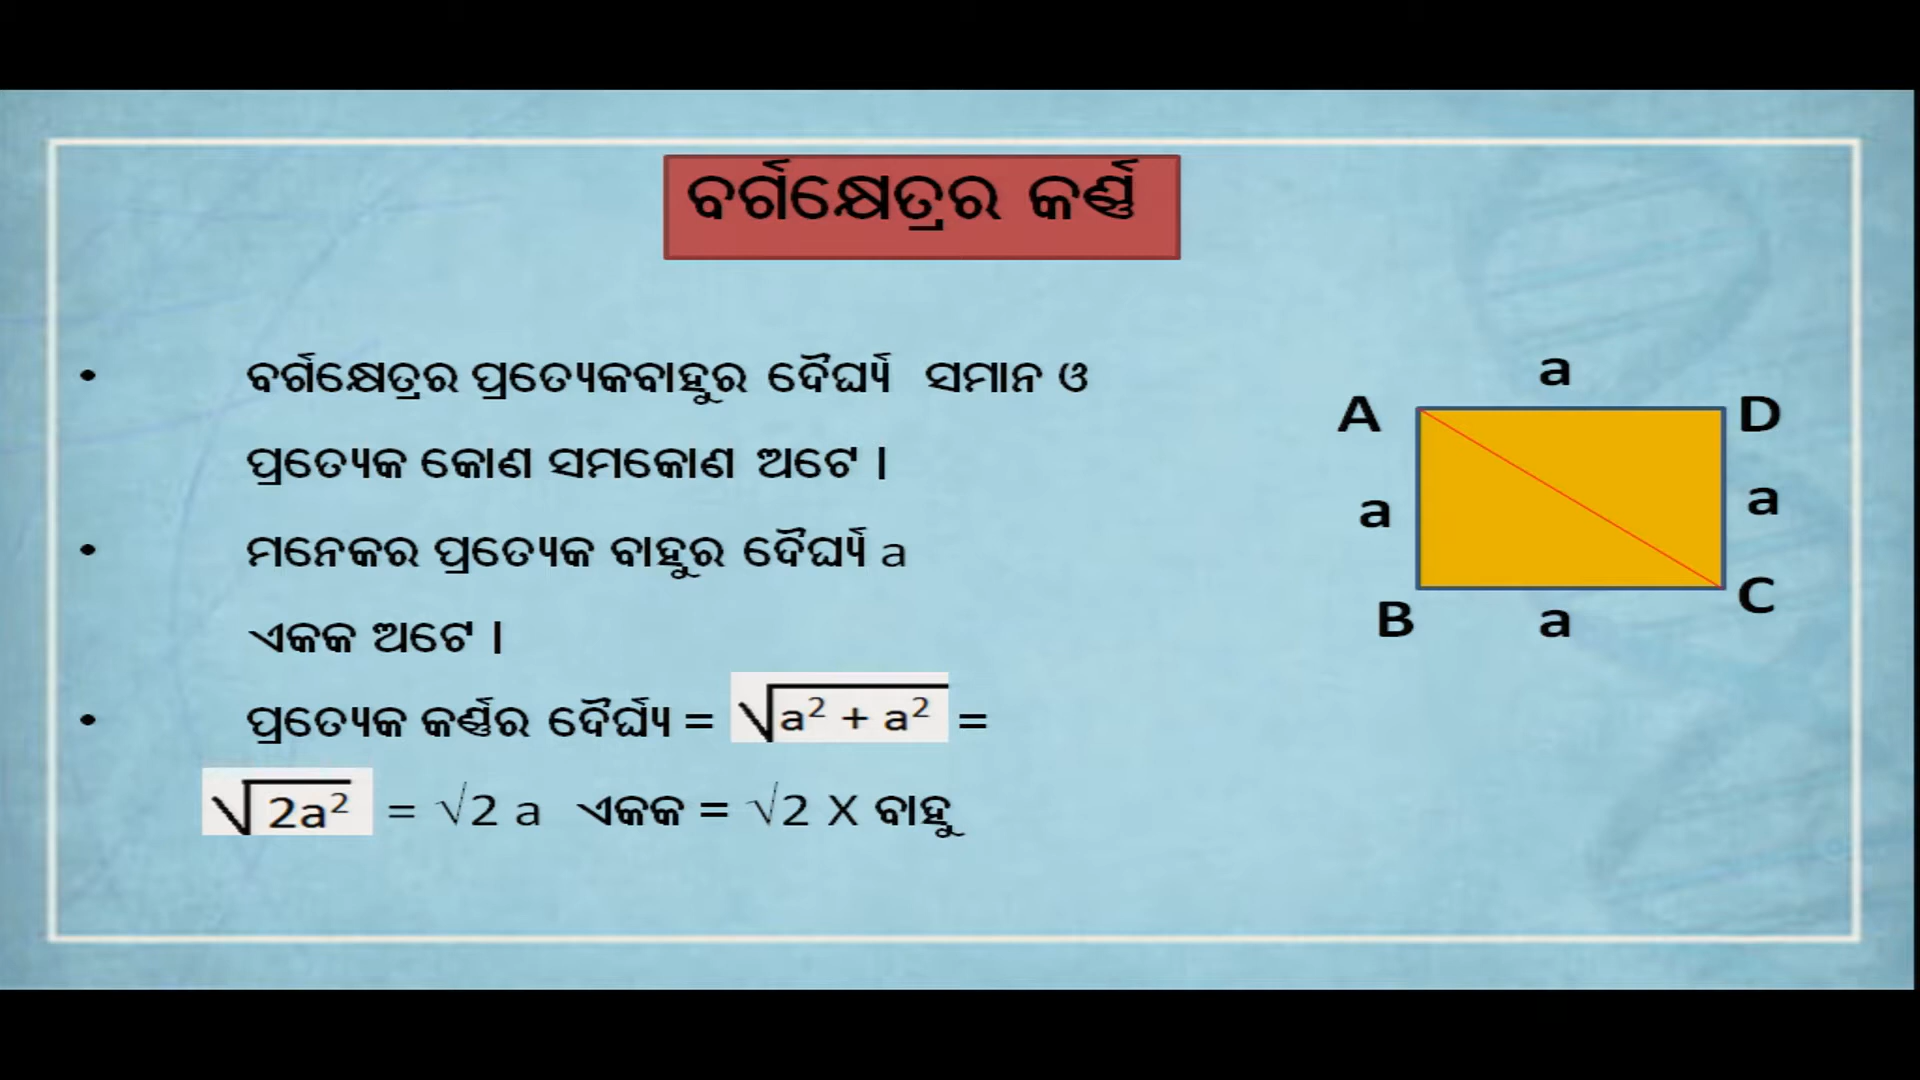 ବର୍ଗକ୍ଷେତ୍ରର କର୍ଣ୍ଣ
• ବର୍ଗକ୍ଷେତ୍ରର ପ୍ରତ୍ୟେକବାହୁର ଦୈର୍ଘ୍ୟ ସମାନ ଓ
ପ୍ରତ୍ୟେକ କୋଣ ସମକୋଣ ଅଟେ ।
• ମନେକର ପ୍ରତ୍ୟେକ ବାହୁର ଦୈର୍ଘ୍ୟ a
ଏକକ ଅଟେ ।
• ପ୍ରତ୍ୟେକ କର୍ଣ୍ଣର ଦୈର୍ଘ୍ୟ = √a² + a² =
√2a² = √2 a ଏକକ = √2 X ବାହୁ
a
A D
a a
B a C